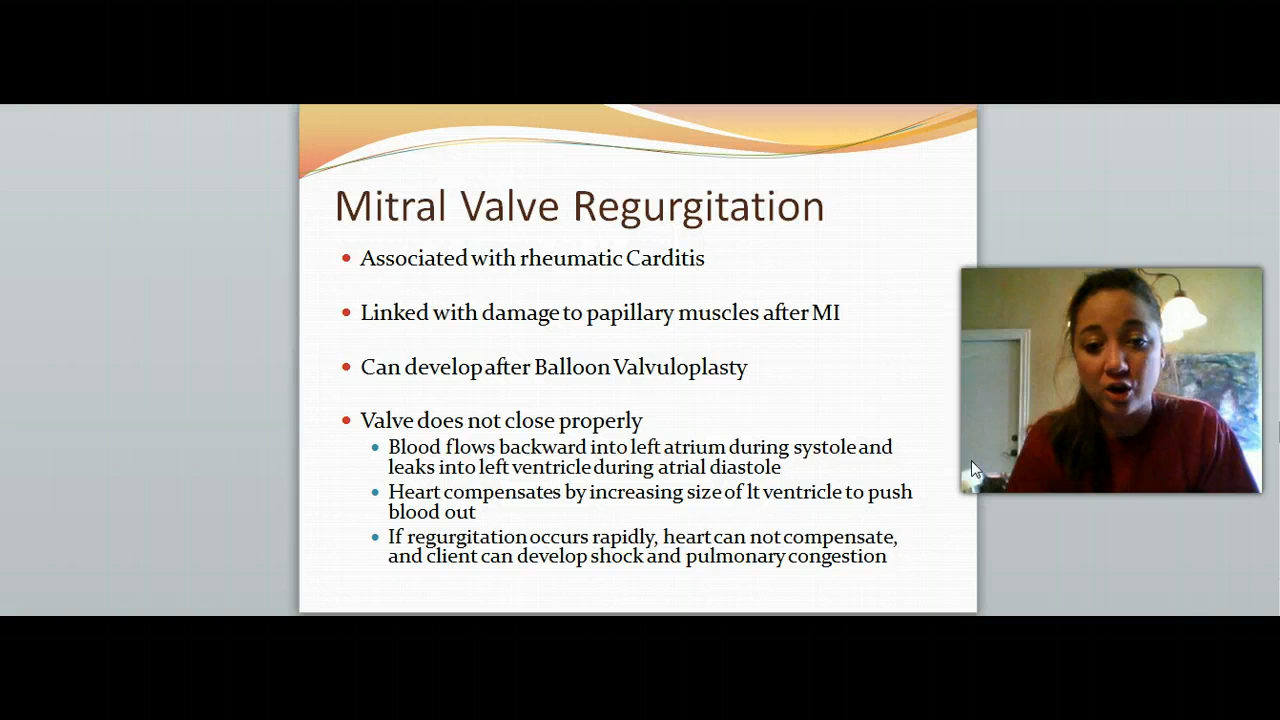 Mitral Valve Regurgitation
Associated with rheumatic Carditis
Linked with damage to papillary muscles after MI
Can develop after Balloon Valvuloplasty
Valve does not close properly
Blood flows backward into left atrium during systole and
leaks into left ventricle during atrial diastole
Heart compensates by increasing size of lt ventricle to push
blood out
If regurgitation occurs rapidly, heart can not compensate,
and client can develop shock and pulmonary congestion